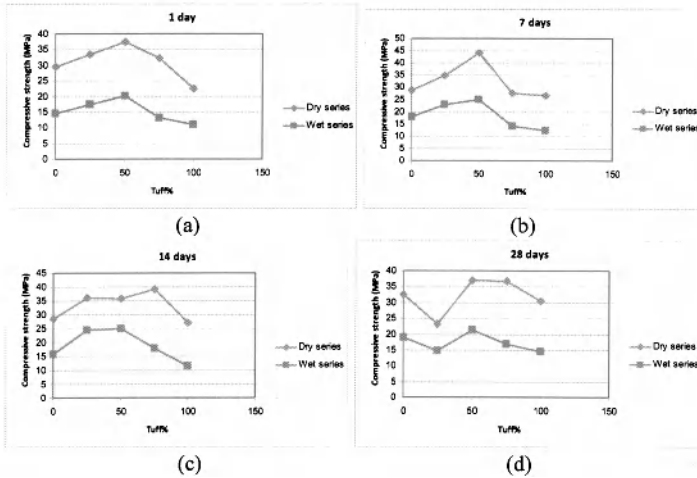 1 day
Compressive strength (MPa)
40
35
30
25
20
15
10
5
0
0 50 100 150
Tuff%
Dry series
Wet series
(a)
7 days
Compressive strength (MPa)
50
45
40
35
30
25
20
15
10
5
0
0 50 100 150
Tuff%
Dry series
Wet series
(b)
14 days
Compressive strength (MPa)
45
40
35
30
25
20
15
10
5
0
0 50 100 150
Tuff%
Dry series
Wet series
(c)
28 days
Compressive strength (MPa)
40
35
30
25
20
15
10
5
0
0 50 100 150
Tuff%
Dry series
Wet series
(d)